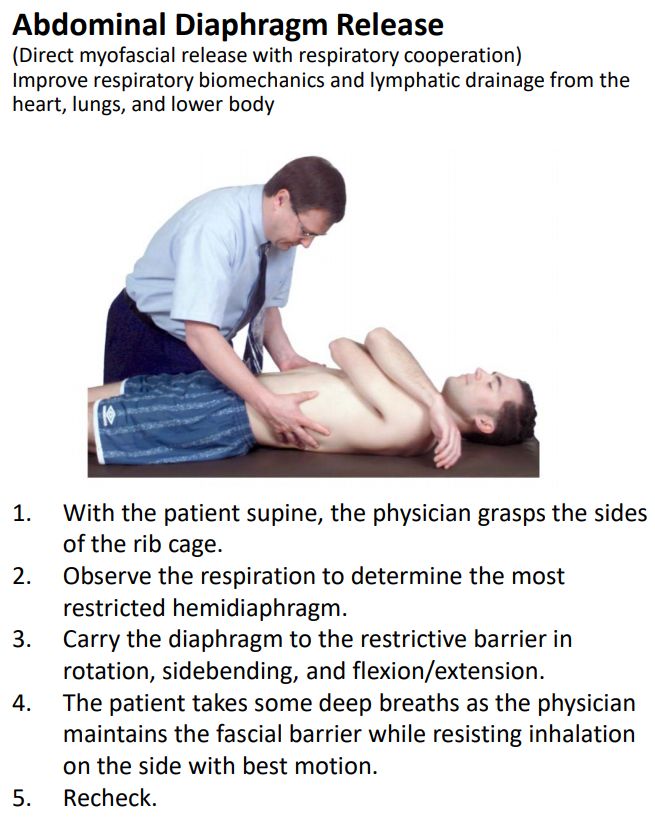 Abdominal Diaphragm Release
(Direct myofascial release with respiratory cooperation)
Improve respiratory biomechanics and lymphatic drainage from the
heart, lungs, and lower body
1. With the patient supine, the physician grasps the sides
of the rib cage.
2. Observe the respiration to determine the most
restricted hemidiaphragm.
3. Carry the diaphragm to the restrictive barrier in
rotation, sidebending, and flexion/extension.
4. The patient takes some deep breaths as the physician
maintains the fascial barrier while resisting inhalation
on the side with best motion.
5. Recheck.